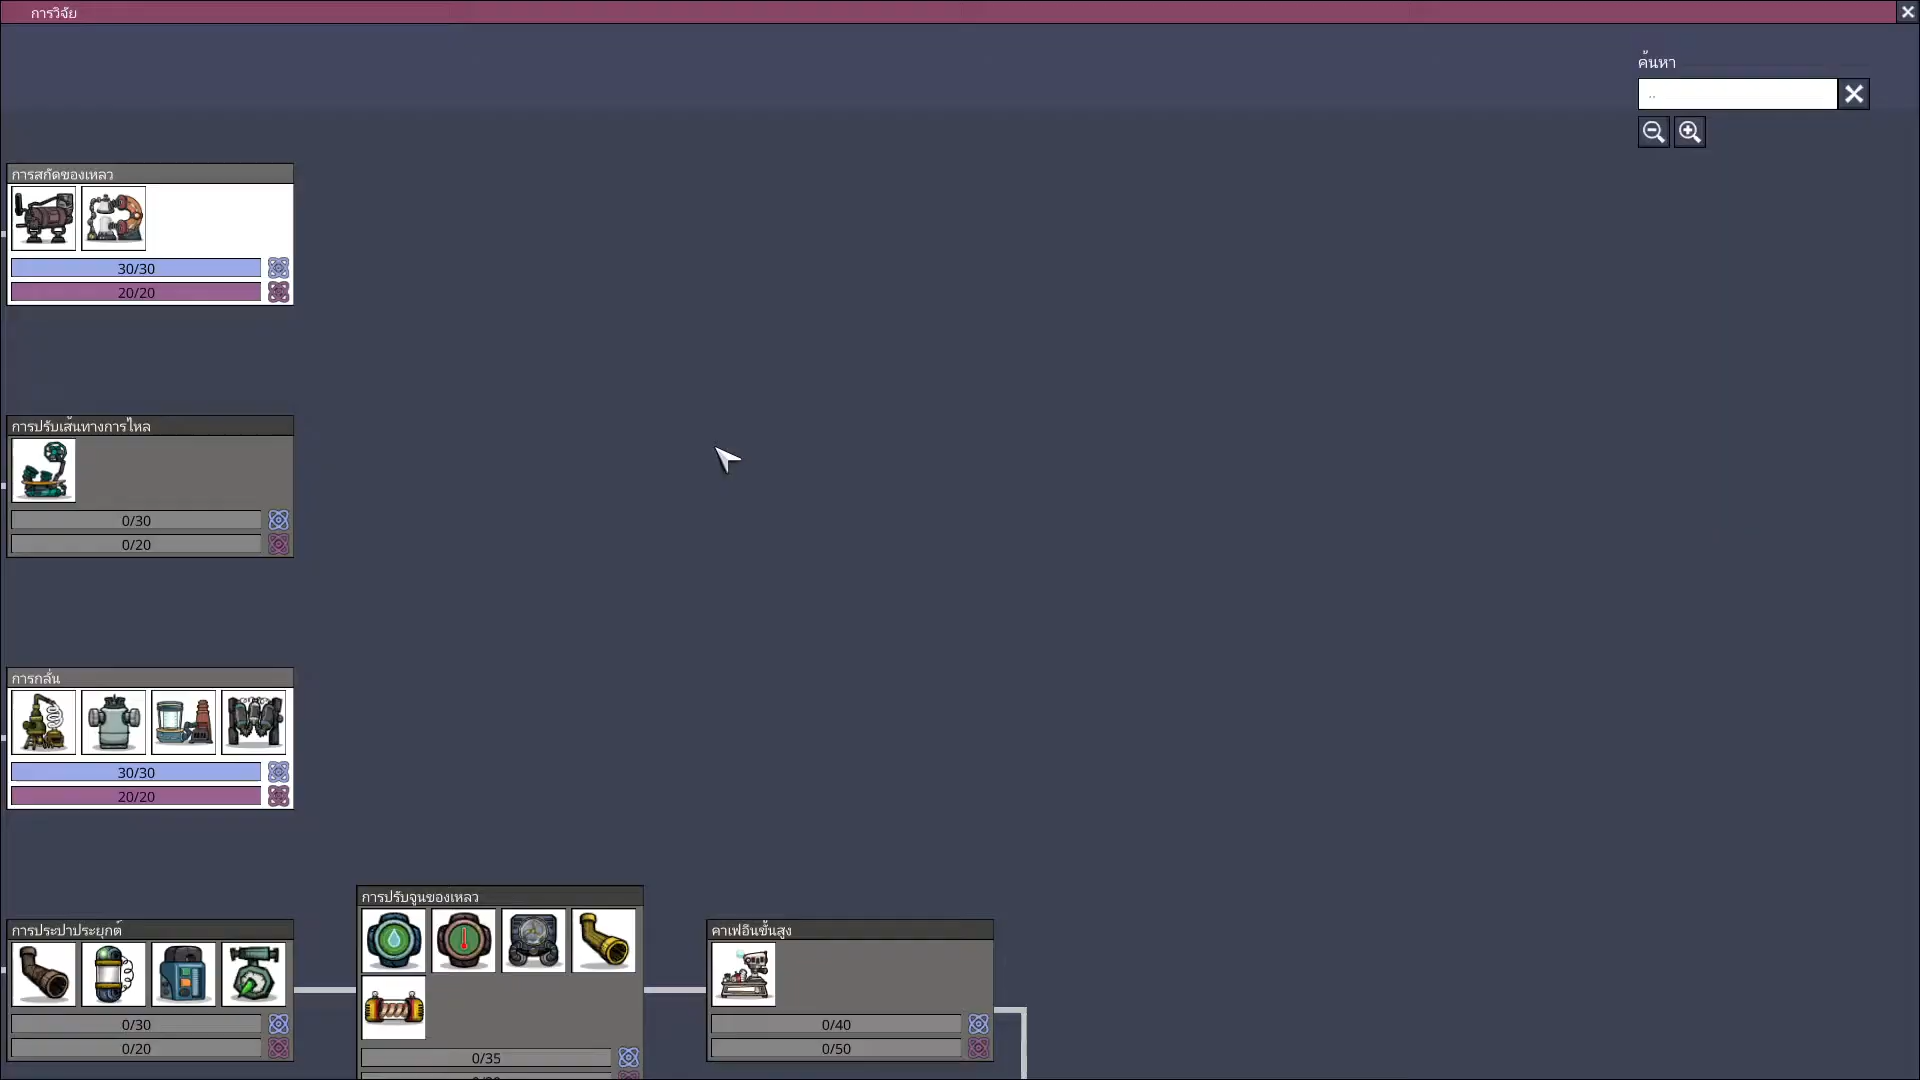 การวิจัย
ค้นหา
..
การสกัดของเหลว
30/30
20/20
การปรับเส้นทางการไหล
0/30
0/20
การกลั่น
30/30
20/20
การประปาประยุกต์
0/30
0/20
การปรับจูนของเหลว
0/35
คาเฟอีนขั้นสูง
0/40
0/50